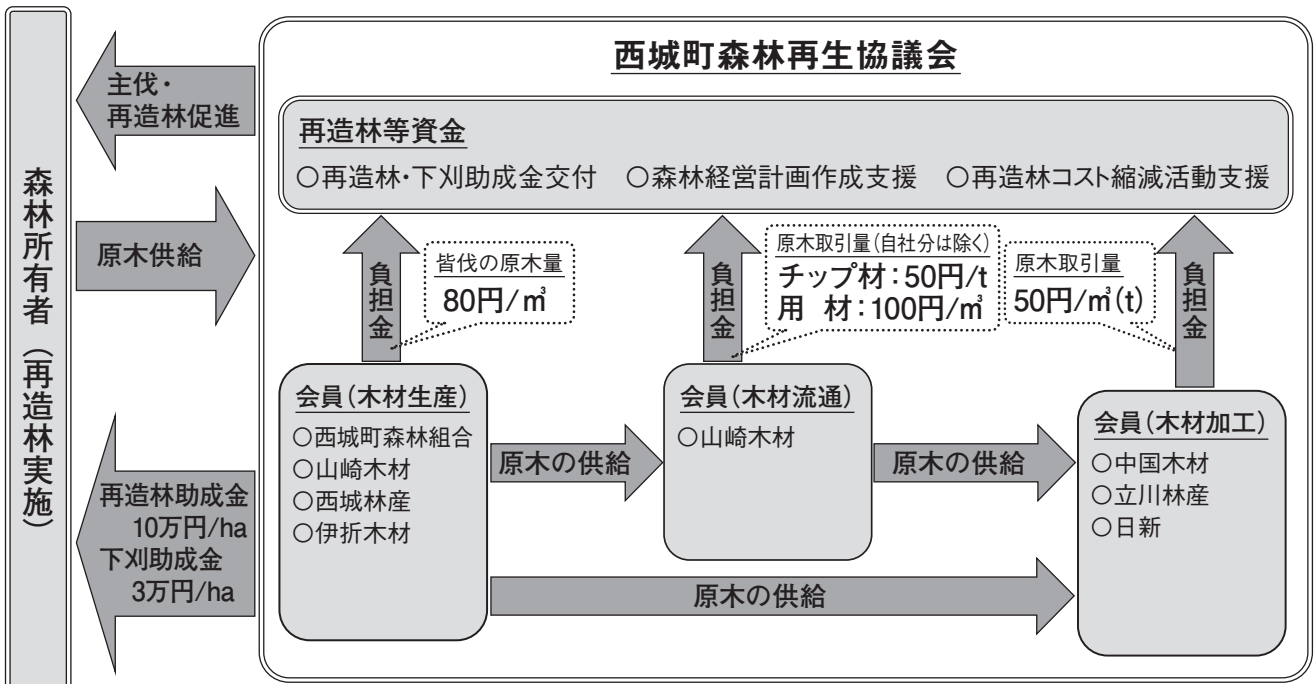 西城町森林再生協議会
主伐・
再造林促進
再造林等資金
○再造林・下刈助成金交付　○森林経営計画作成支援　○再造林コスト縮減活動支援
森林所有者（再造林実施）
原木供給
負担金
皆伐の原木量
80円/㎥
負担金
原木取引量(自社分は除く)
チップ材：50円/t
用　材：100円/㎥
原木取引量
50円/㎥(t)
負担金
会員(木材生産)
○西城町森林組合
○山崎木材
○西城林産
○伊折木材
原木の供給
会員(木材流通)
○山崎木材
原木の供給
会員(木材加工)
○中国木材
○立川林産
○日新
再造林助成金
10万円/ha
下刈助成金
3万円/ha
原木の供給